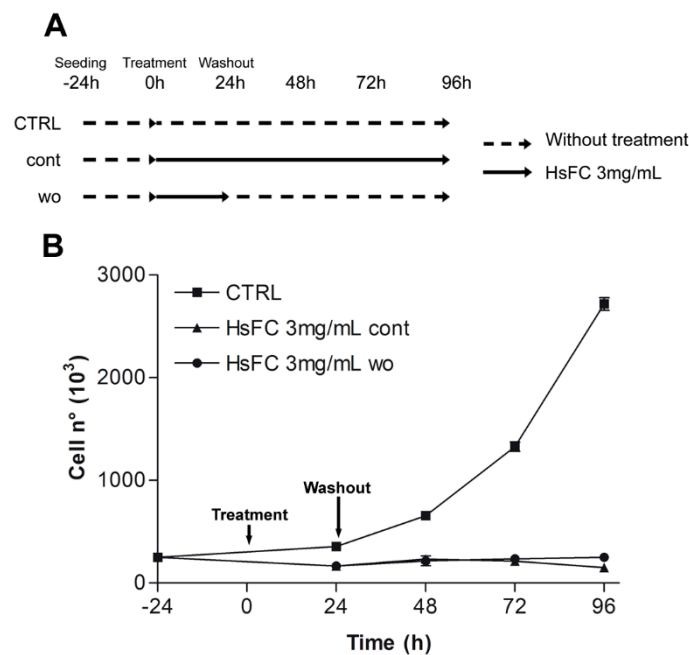 A
Seeding Treatment Washout
-24h 0h 24h 48h 72h 96h
CTRL
cont
wo
Without treatment
HsFC 3mg/mL
B
3000
2000
1000
0
Cell n° (10³)
CTRL
HsFC 3mg/mL cont
HsFC 3mg/mL wo
Treatment
Washout
-24 0 24 48 72 96
Time (h)